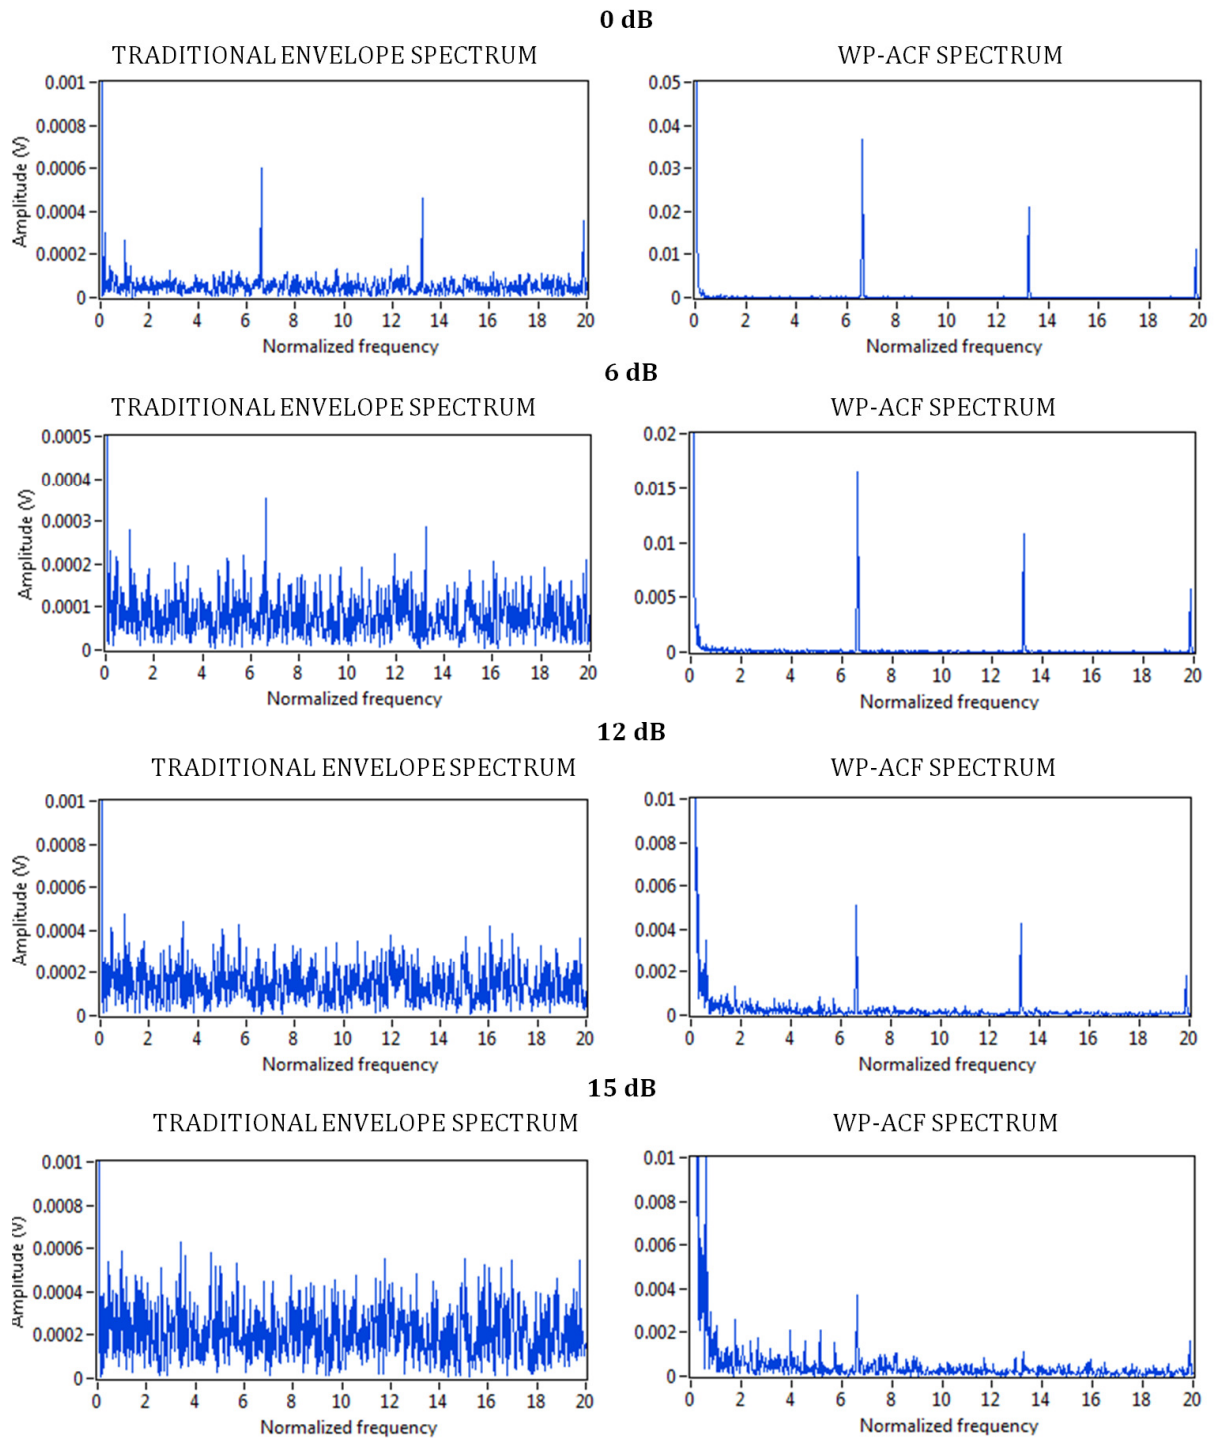 0 dB
TRADITIONAL ENVELOPE SPECTRUM
0.001
0.0008
0.0006
0.0004
0.0002
0
Amplitude (V)
0 2 4 6 8 10 12 14 16 18 20
Normalized frequency
WP-ACF SPECTRUM
0.05
0.04
0.03
0.02
0.01
0
0 2 4 6 8 10 12 14 16 18 20
Normalized frequency
6 dB
TRADITIONAL ENVELOPE SPECTRUM
0.0005
0.0004
0.0003
0.0002
0.0001
0
Amplitude (V)
0 2 4 6 8 10 12 14 16 18 20
Normalized frequency
WP-ACF SPECTRUM
0.02
0.015
0.01
0.005
0
0 2 4 6 8 10 12 14 16 18 20
Normalized frequency
12 dB
TRADITIONAL ENVELOPE SPECTRUM
0.001
0.0008
0.0006
0.0004
0.0002
0
Amplitude (V)
0 2 4 6 8 10 12 14 16 18 20
Normalized frequency
WP-ACF SPECTRUM
0.01
0.008
0.006
0.004
0.002
0
0 2 4 6 8 10 12 14 16 18 20
Normalized frequency
15 dB
TRADITIONAL ENVELOPE SPECTRUM
0.001
0.0008
0.0006
0.0004
0.0002
0
Amplitude (V)
0 2 4 6 8 10 12 14 16 18 20
Normalized frequency
WP-ACF SPECTRUM
0.01
0.008
0.006
0.004
0.002
0
0 2 4 6 8 10 12 14 16 18 20
Normalized frequency